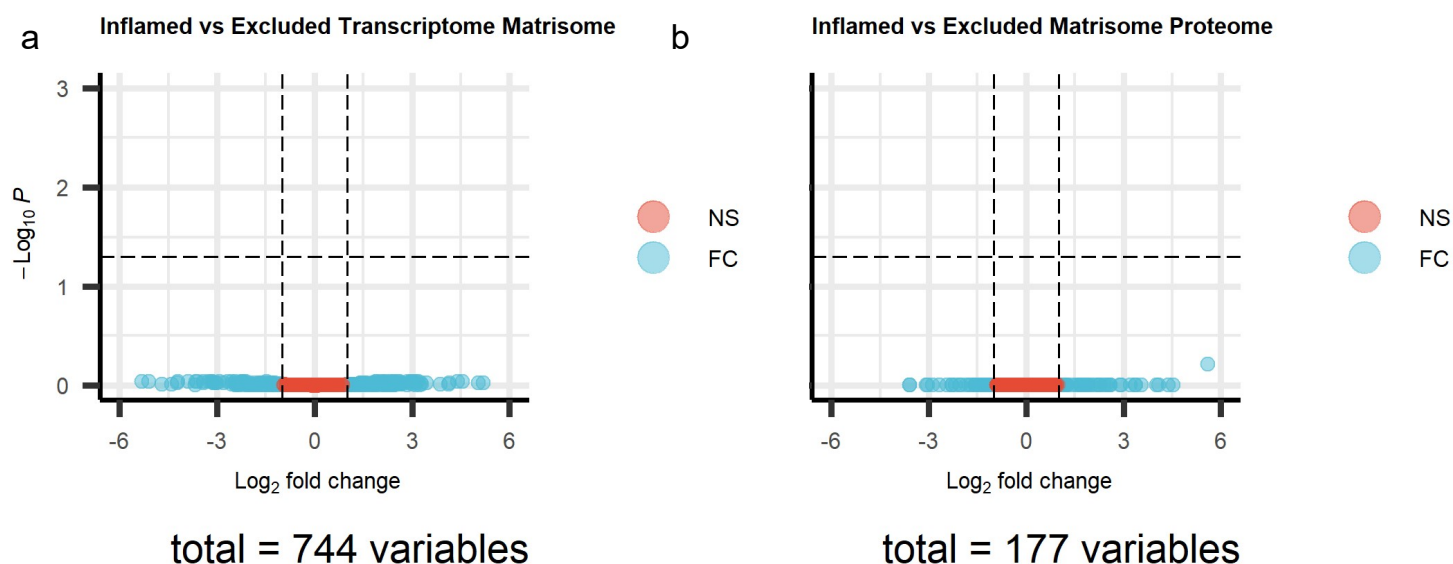 a
Inflamed vs Excluded Transcriptome Matrisome
3
2
1
0
−Log10 P
-6 -3 0 3 6
Log2 fold change
NS
FC
total = 744 variables
b
Inflamed vs Excluded Matrisome Proteome
-6 -3 0 3 6
Log2 fold change
NS
FC
total = 177 variables